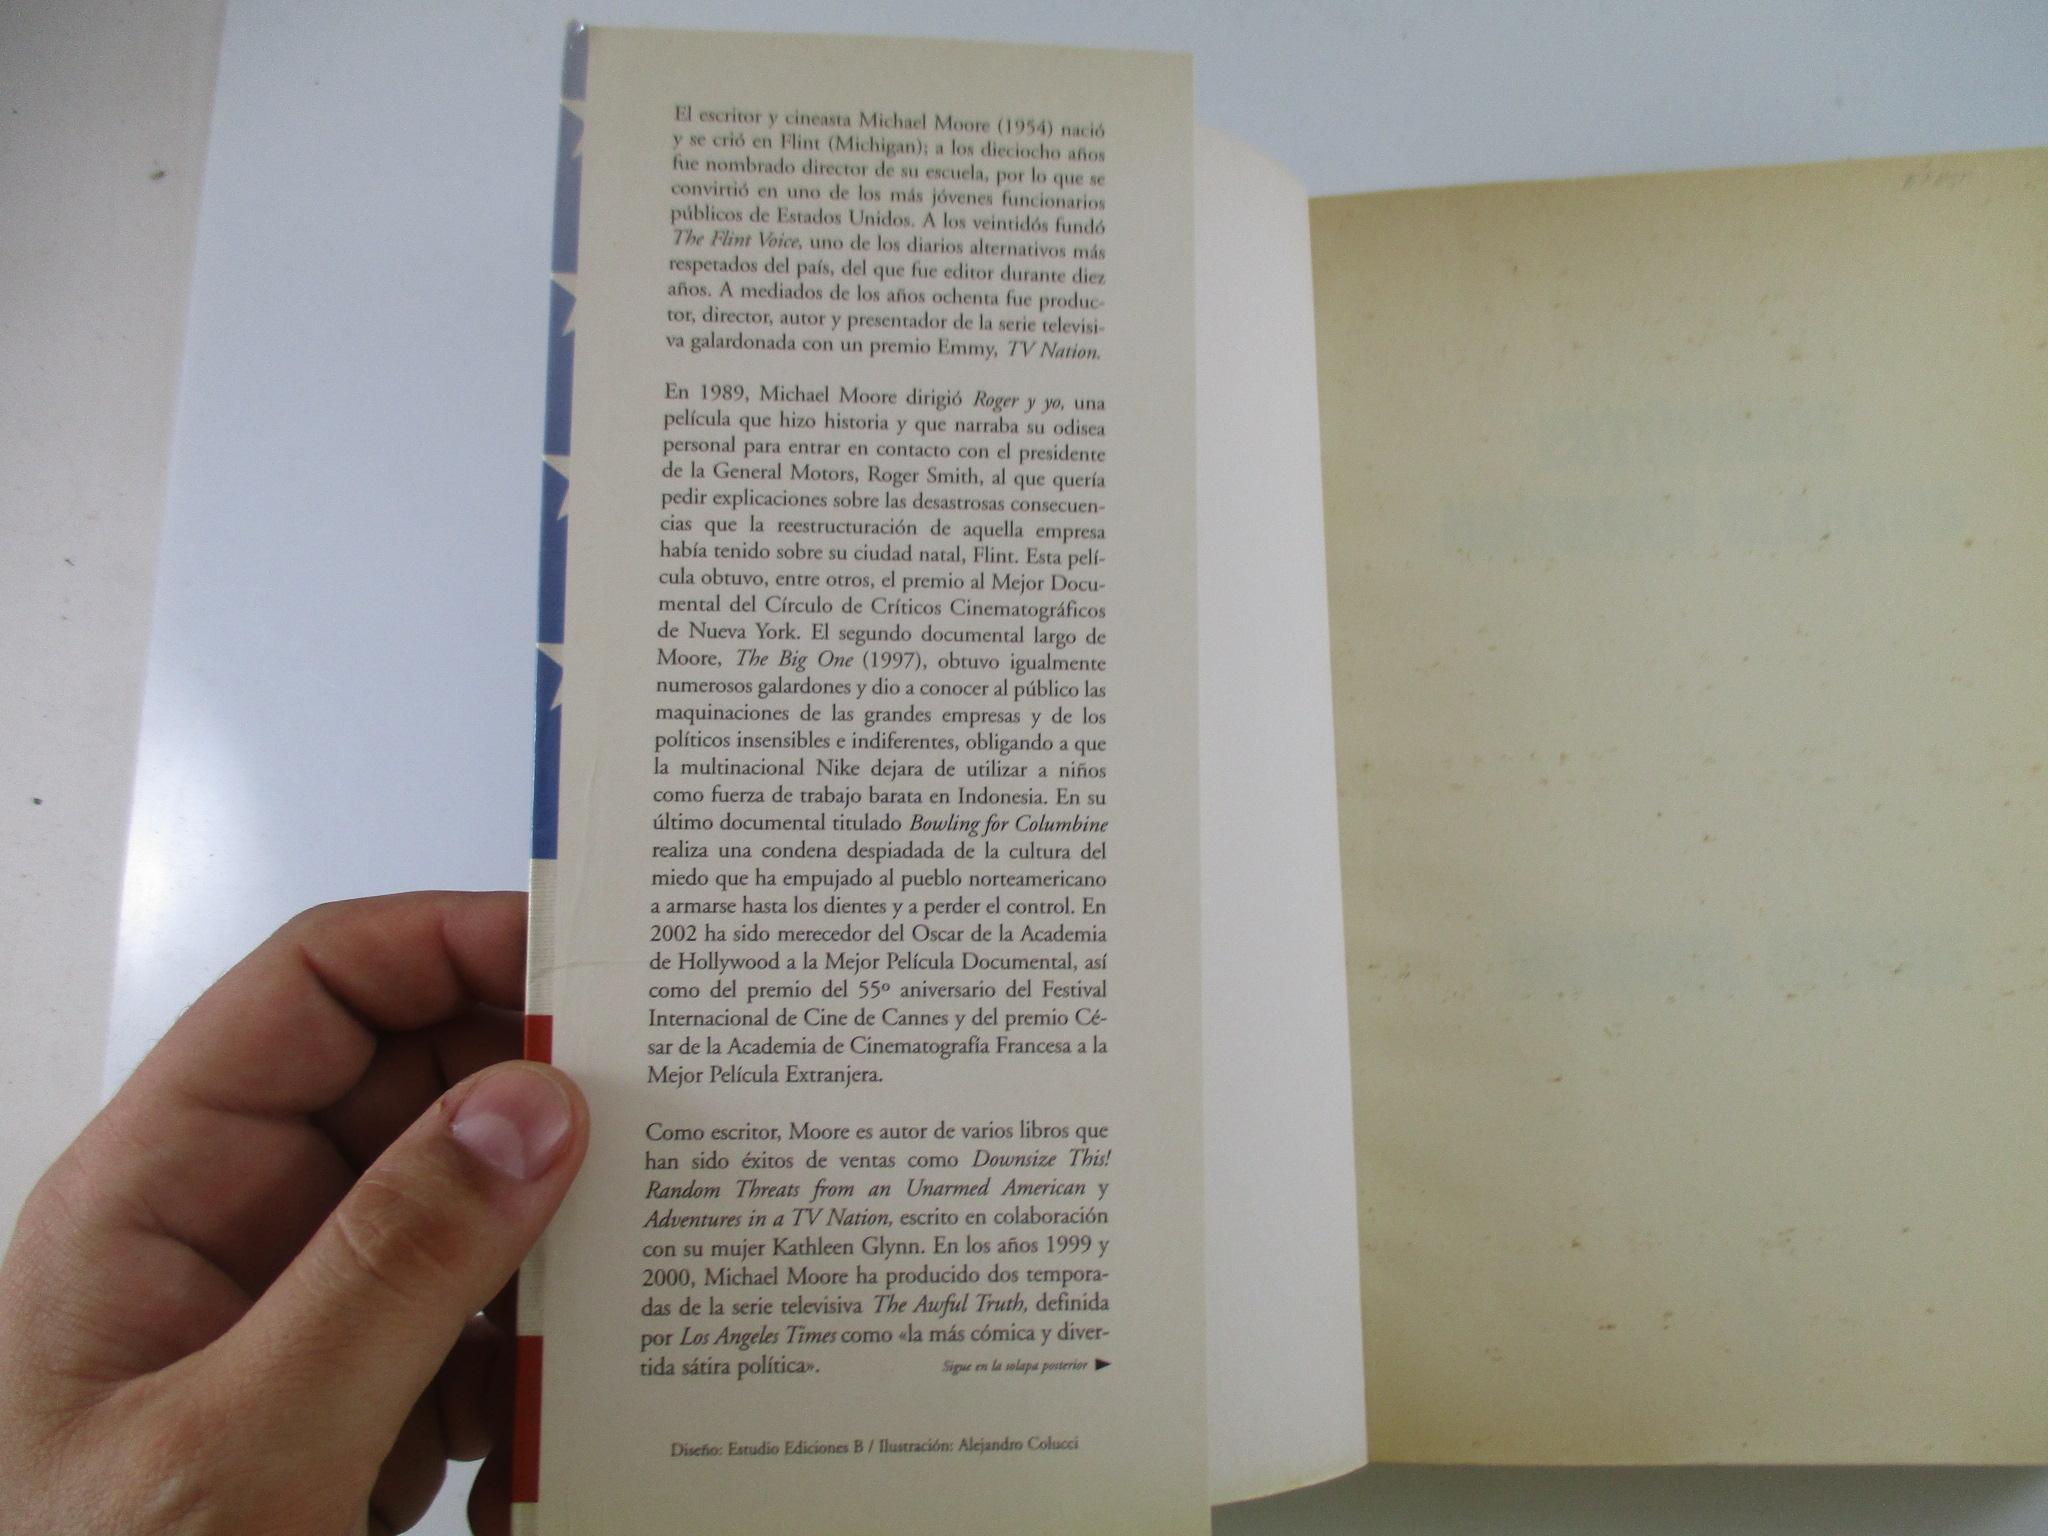 El escritor y cineasta Michael Moore (1954) nació
y se crió en Flint (Michigan); a los dieciocho años
fue nombrado director de su escuela, por lo que se
convirtió en uno de los más jóvenes funcionarios
públicos de Estados Unidos. A los veintidós fundó
The Flint Voice, uno de los diarios alternativos más
respetados del país, del que fue editor durante diez
años. A mediados de los años ochenta fue produc-
tor, director, autor y presentador de la serie televisi-
va galardonada con un premio Emmy, TV Nation.
En 1989, Michael Moore dirigió Roger y yo, una
película que hizo historia y que narraba su odisea
personal para entrar en contacto con el presidente
de la General Motors, Roger Smith, al que quería
pedir explicaciones sobre las desastrosas consecuen-
cias que la reestructuración de aquella empresa
había tenido sobre su ciudad natal, Flint. Esta pelí-
cula obtuvo, entre otros, el premio al Mejor Docu-
mental del Círculo de Críticos Cinematográficos
de Nueva York. El segundo documental largo de
Moore, The Big One (1997), obtuvo igualmente
numerosos galardones y dio a conocer al público las
maquinaciones de las grandes empresas y de los
políticos insensibles e indiferentes, obligando a que
la multinacional Nike dejara de utilizar a niños
como fuerza de trabajo barata en Indonesia. En su
último documental titulado Bowling for Columbine
realiza una condena despiadada de la cultura del
miedo que ha empujado al pueblo norteamericano
a armarse hasta los dientes y a perder el control. En
2002 ha sido merecedor del Oscar de la Academia
de Hollywood a la Mejor Película Documental, así
como del premio del 55º aniversario del Festival
Internacional de Cine de Cannes y del premio Cé-
sar de la Academia de Cinematografía Francesa a la
Mejor Película Extranjera.
Como escritor, Moore es autor de varios libros que
han sido éxitos de ventas como Downsize This!
Random Threats from an Unarmed American y
Adventures in a TV Nation, escrito en colaboración
con su mujer Kathleen Glynn. En los años 1999 y
2000, Michael Moore ha producido dos tempora-
das de la serie televisiva The Awful Truth, definida
por Los Angeles Times como «la más cómica y diver-
tida sátira política».
Sigue en la solapa posterior ►
Diseño: Estudio Ediciones B / Ilustración: Alejandro Colucci